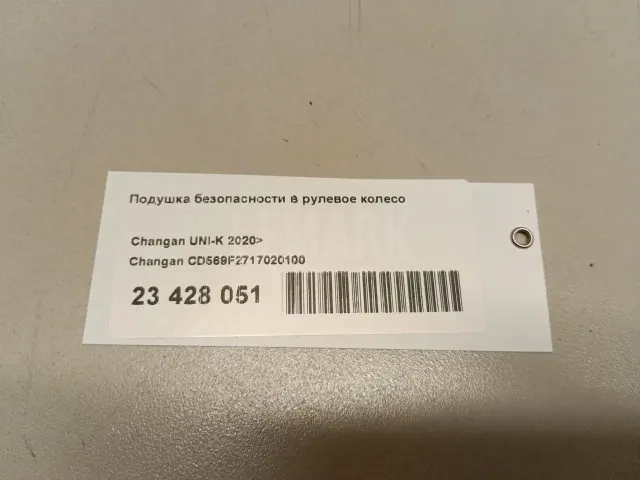 Подушка безопасности в рулевое колесо
Changan UNI-K 2020>
Changan CD569F2717020100
23 428 051